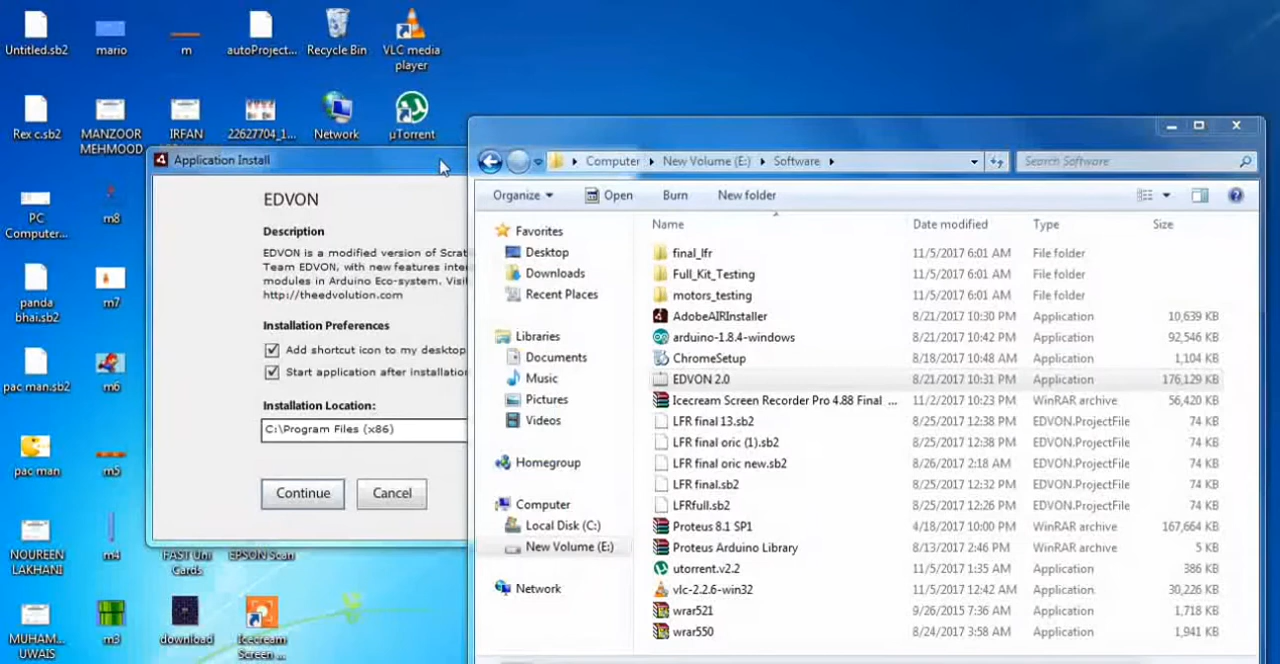 Untitled.sb2
mario
m
autoProject...
Recycle Bin
VLC media
player
Rex c.sb2
MANZOOR
MEHMOOD
IRFAN
22627704_1...
Network
µTorrent
PC
Computer...
m8
panda
bhai.sb2
m7
pac man.sb2
m6
pac man
m5
NOUREEN
LAKHANI
m4
FAST Uni
Cards
EPSON Scan
MUHAM...
UWAIS
m3
download
Icecream
Screen ...
Application Install
EDVON
Description
EDVON is a modified version of Scrat
Team EDVON, with new features inte
modules in Arduino Eco-system. Visi
http://theedvolution.com
Installation Preferences
Add shortcut icon to my desktop
Start application after installation
Installation Location:
C:\Program Files (x86)
Continue Cancel
Computer New Volume (E:) Software Search Software
Organize Open Burn New folder
Favorites
Desktop
Downloads
Recent Places
Libraries
Documents
Music
Pictures
Videos
Homegroup
Computer
Local Disk (C:)
New Volume (E:)
Network
Name Date modified Type Size
final_lfr 11/5/2017 6:01 AM File folder
Full_Kit_Testing 11/5/2017 6:01 AM File folder
motors_testing 11/5/2017 6:01 AM File folder
AdobeAIRInstaller 8/21/2017 10:30 PM Application 10,639 KB
arduino-1.8.4-windows 8/21/2017 10:42 PM Application 92,546 KB
ChromeSetup 8/18/2017 10:48 AM Application 1,104 KB
EDVON 2.0 8/21/2017 10:31 PM Application 176,129 KB
Icecream Screen Recorder Pro 4.88 Final ... 11/2/2017 10:23 PM WinRAR archive 56,420 KB
LFR final 13.sb2 8/25/2017 12:38 PM EDVON.ProjectFile 74 KB
LFR final oric (1).sb2 8/25/2017 12:38 PM EDVON.ProjectFile 74 KB
LFR final oric new.sb2 8/26/2017 2:18 AM EDVON.ProjectFile 74 KB
LFR final.sb2 8/25/2017 12:32 PM EDVON.ProjectFile 74 KB
LFRfull.sb2 8/25/2017 12:26 PM EDVON.ProjectFile 74 KB
Proteus 8.1 SP1 4/18/2017 10:00 PM WinRAR archive 167,664 KB
Proteus Arduino Library 8/13/2017 2:46 PM WinRAR archive 5 KB
utorrent.v2.2 11/5/2017 1:35 AM Application 386 KB
vlc-2.2.6-win32 11/5/2017 12:42 AM Application 30,226 KB
wrar521 9/26/2015 7:36 AM Application 1,718 KB
wrar550 8/24/2017 3:58 AM Application 1,941 KB